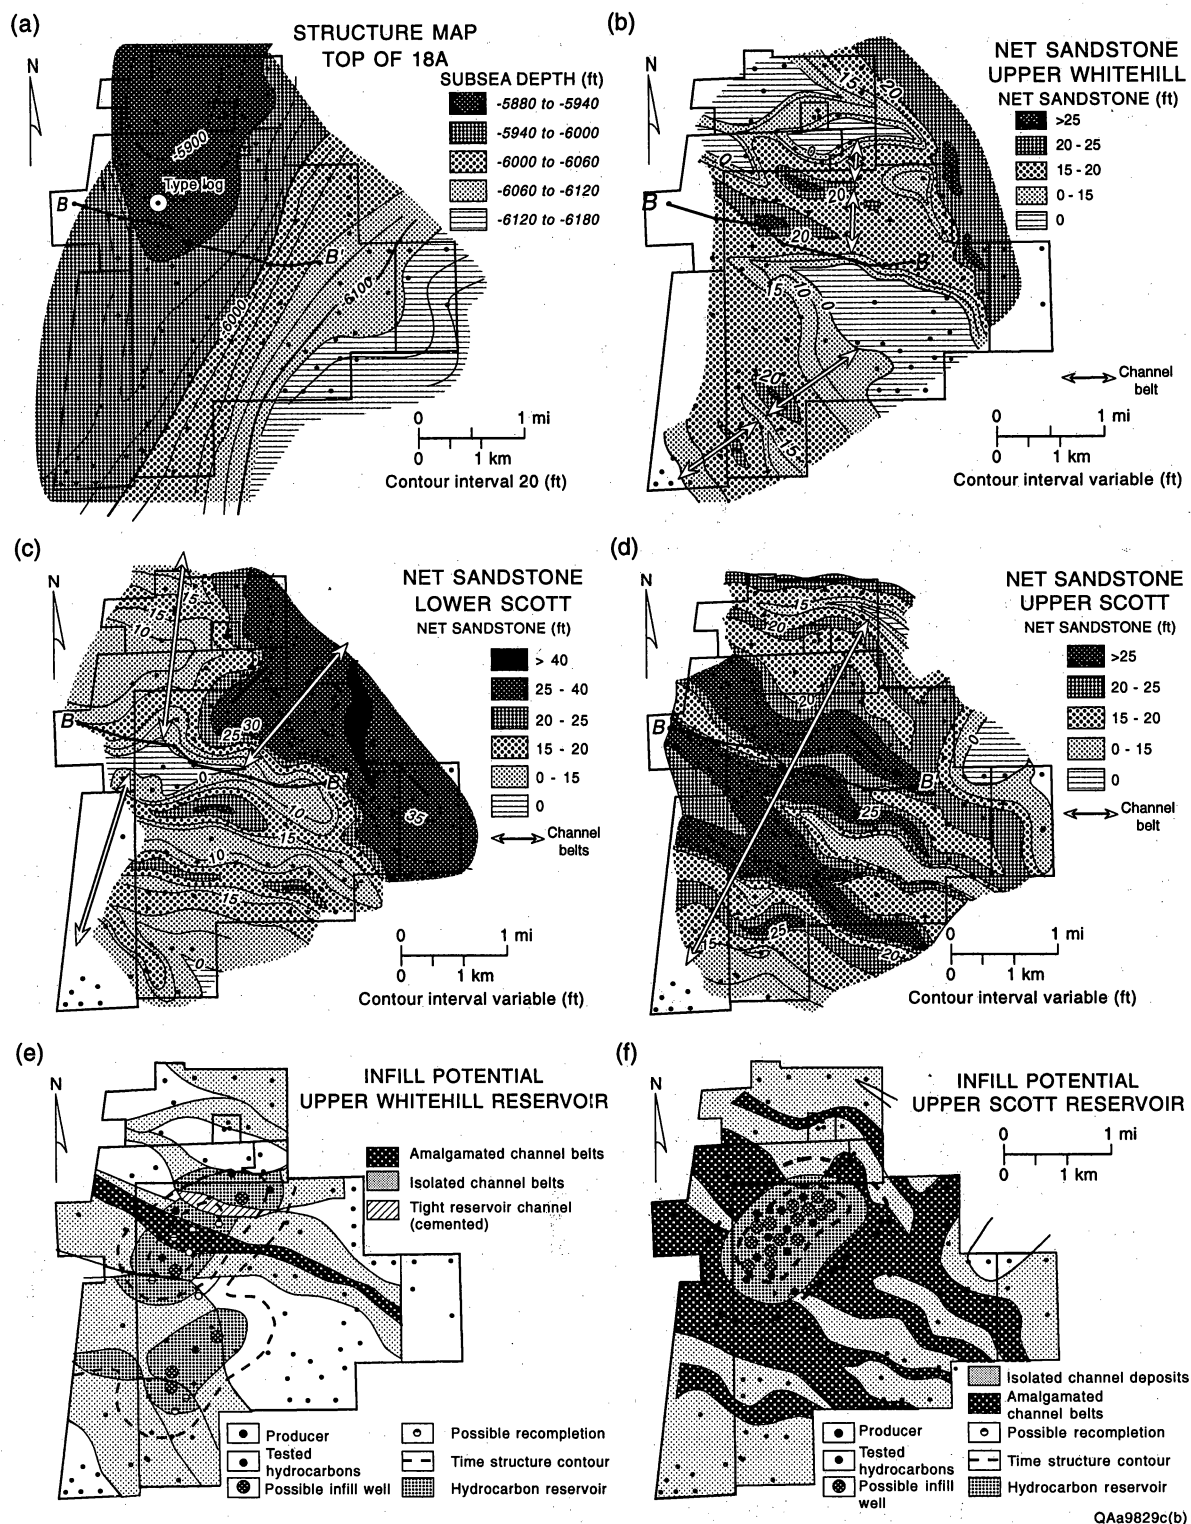 (a)
STRUCTURE MAP
TOP OF 18A
N
SUBSEA DEPTH (ft)
-5880 to -5940
-5940 to -6000
-6000 to -6060
-6060 to -6120
-6120 to -6180
-5900
Type log
B
B'
-6000
-6100
0 1 mi
0 1 km
Contour interval 20 (ft)
(b)
NET SANDSTONE
UPPER WHITEHILL
N
NET SANDSTONE (ft)
>25
20 - 25
15 - 20
0 - 15
0
15
20
0
0
20
B
20
B'
10
0
20
15
Channel
belt
0 1 mi
0 1 km
Contour interval variable (ft)
(c)
NET SANDSTONE
LOWER SCOTT
N
NET SANDSTONE (ft)
> 40
25 - 40
20 - 25
15 - 20
0 - 15
0
15
15
10
B
25
30
0
B'
10
35
15
10
15
0
Channel
belts
0 1 mi
0 1 km
Contour interval variable (ft)
(d)
NET SANDSTONE
UPPER SCOTT
N
NET SANDSTONE (ft)
>25
20 - 25
15 - 20
0 - 15
0
15
20
20
B
0
B'
25
25
15
20
Channel
belt
0 1 mi
0 1 km
Contour interval variable (ft)
(e)
INFILL POTENTIAL
UPPER WHITEHILL RESERVOIR
N
Amalgamated channel belts
Isolated channel belts
Tight reservoir channel
(cemented)
Producer
Tested
hydrocarbons
Possible infill well
Possible recompletion
Time structure contour
Hydrocarbon reservoir
(f)
INFILL POTENTIAL
UPPER SCOTT RESERVOIR
N
0 1 mi
0 1 km
Isolated channel deposits
Amalgamated
channel belts
Producer
Tested
hydrocarbons
Possible infill
well
Possible recompletion
Time structure contour
Hydrocarbon reservoir
QAa9829c(b)